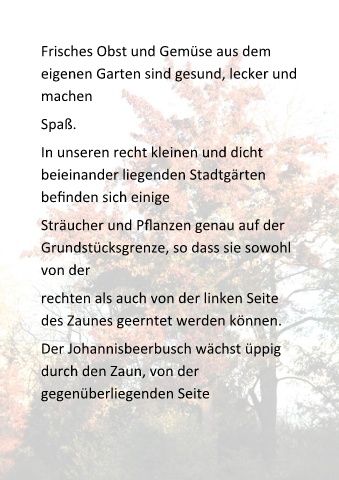 Frisches Obst und Gemüse aus dem
eigenen Garten sind gesund, lecker und
machen
Spaß.
In unseren recht kleinen und dicht
beieinander liegenden Stadtgärten
befinden sich einige
Sträucher und Pflanzen genau auf der
Grundstücksgrenze, so dass sie sowohl
von der
rechten als auch von der linken Seite
des Zaunes geerntet werden können.
Der Johannisbeerbusch wächst üppig
durch den Zaun, von der
gegenüberliegenden Seite